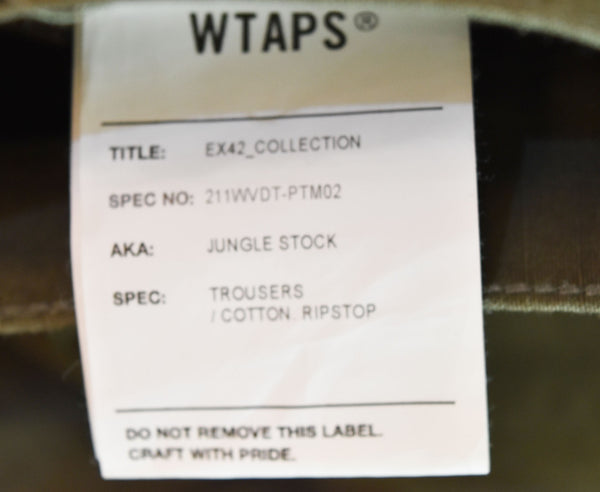 WTAPS®
TITLE: EX42_COLLECTION
SPEC NO: 211WVDT-PTM02
AKA: JUNGLE STOCK
SPEC: TROUSERS
/ COTTON. RIPSTOP
DO NOT REMOVE THIS LABEL.
CRAFT WITH PRIDE.